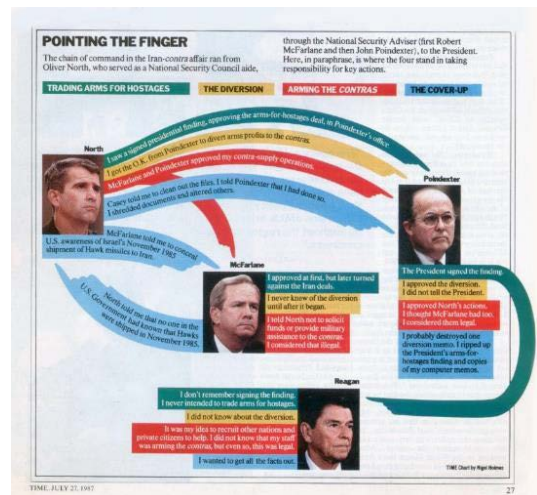 POINTING THE FINGER
The chain of command in the Iran-contra affair ran from
Oliver North, who served as a National Security Council aide,
through the National Security Adviser (first Robert
McFarlane and then John Poindexter), to the President.
Here, in paraphrase, is where the four stand in taking
responsibility for key actions.
TRADING ARMS FOR HOSTAGES
THE DIVERSION
ARMING THE CONTRAS
THE COVER-UP
North
I saw a signed presidential finding, approving the arms-for-hostages deal, in Poindexter's office.
I got the O.K. from Poindexter to divert arms profits to the contras.
McFarlane and Poindexter approved my contra-supply operations.
Casey told me to clean out the files. I told Poindexter that I had done so.
I shredded documents and altered others.
McFarlane told me to conceal
U.S. awareness of Israel's November 1985
shipment of Hawk missiles to Iran.
North told me that no one in the
U.S. Government had known that Hawks
were shipped in November 1985.
McFarlane
I approved at first, but later turned
against the Iran deals.
I never knew of the diversion
until after it began.
I told North not to solicit
funds or provide military
assistance to the contras.
I considered that illegal.
Poindexter
The President signed the finding.
I approved the diversion.
I did not tell the President.
I approved North's actions.
I thought McFarlane had too.
I considered them legal.
I probably destroyed one
diversion memo. I ripped up
the President's arms-for-
hostages finding and copies
of my computer memos.
Reagan
I don't remember signing the finding.
I never intended to trade arms for hostages.
I did not know about the diversion.
It was my idea to recruit other nations and
private citizens to help. I did not know that my staff
was arming the contras, but even so, this was legal.
I wanted to get all the facts out.
TIME Chart by Nigel Holmes
TIME, JULY 27, 1987
27